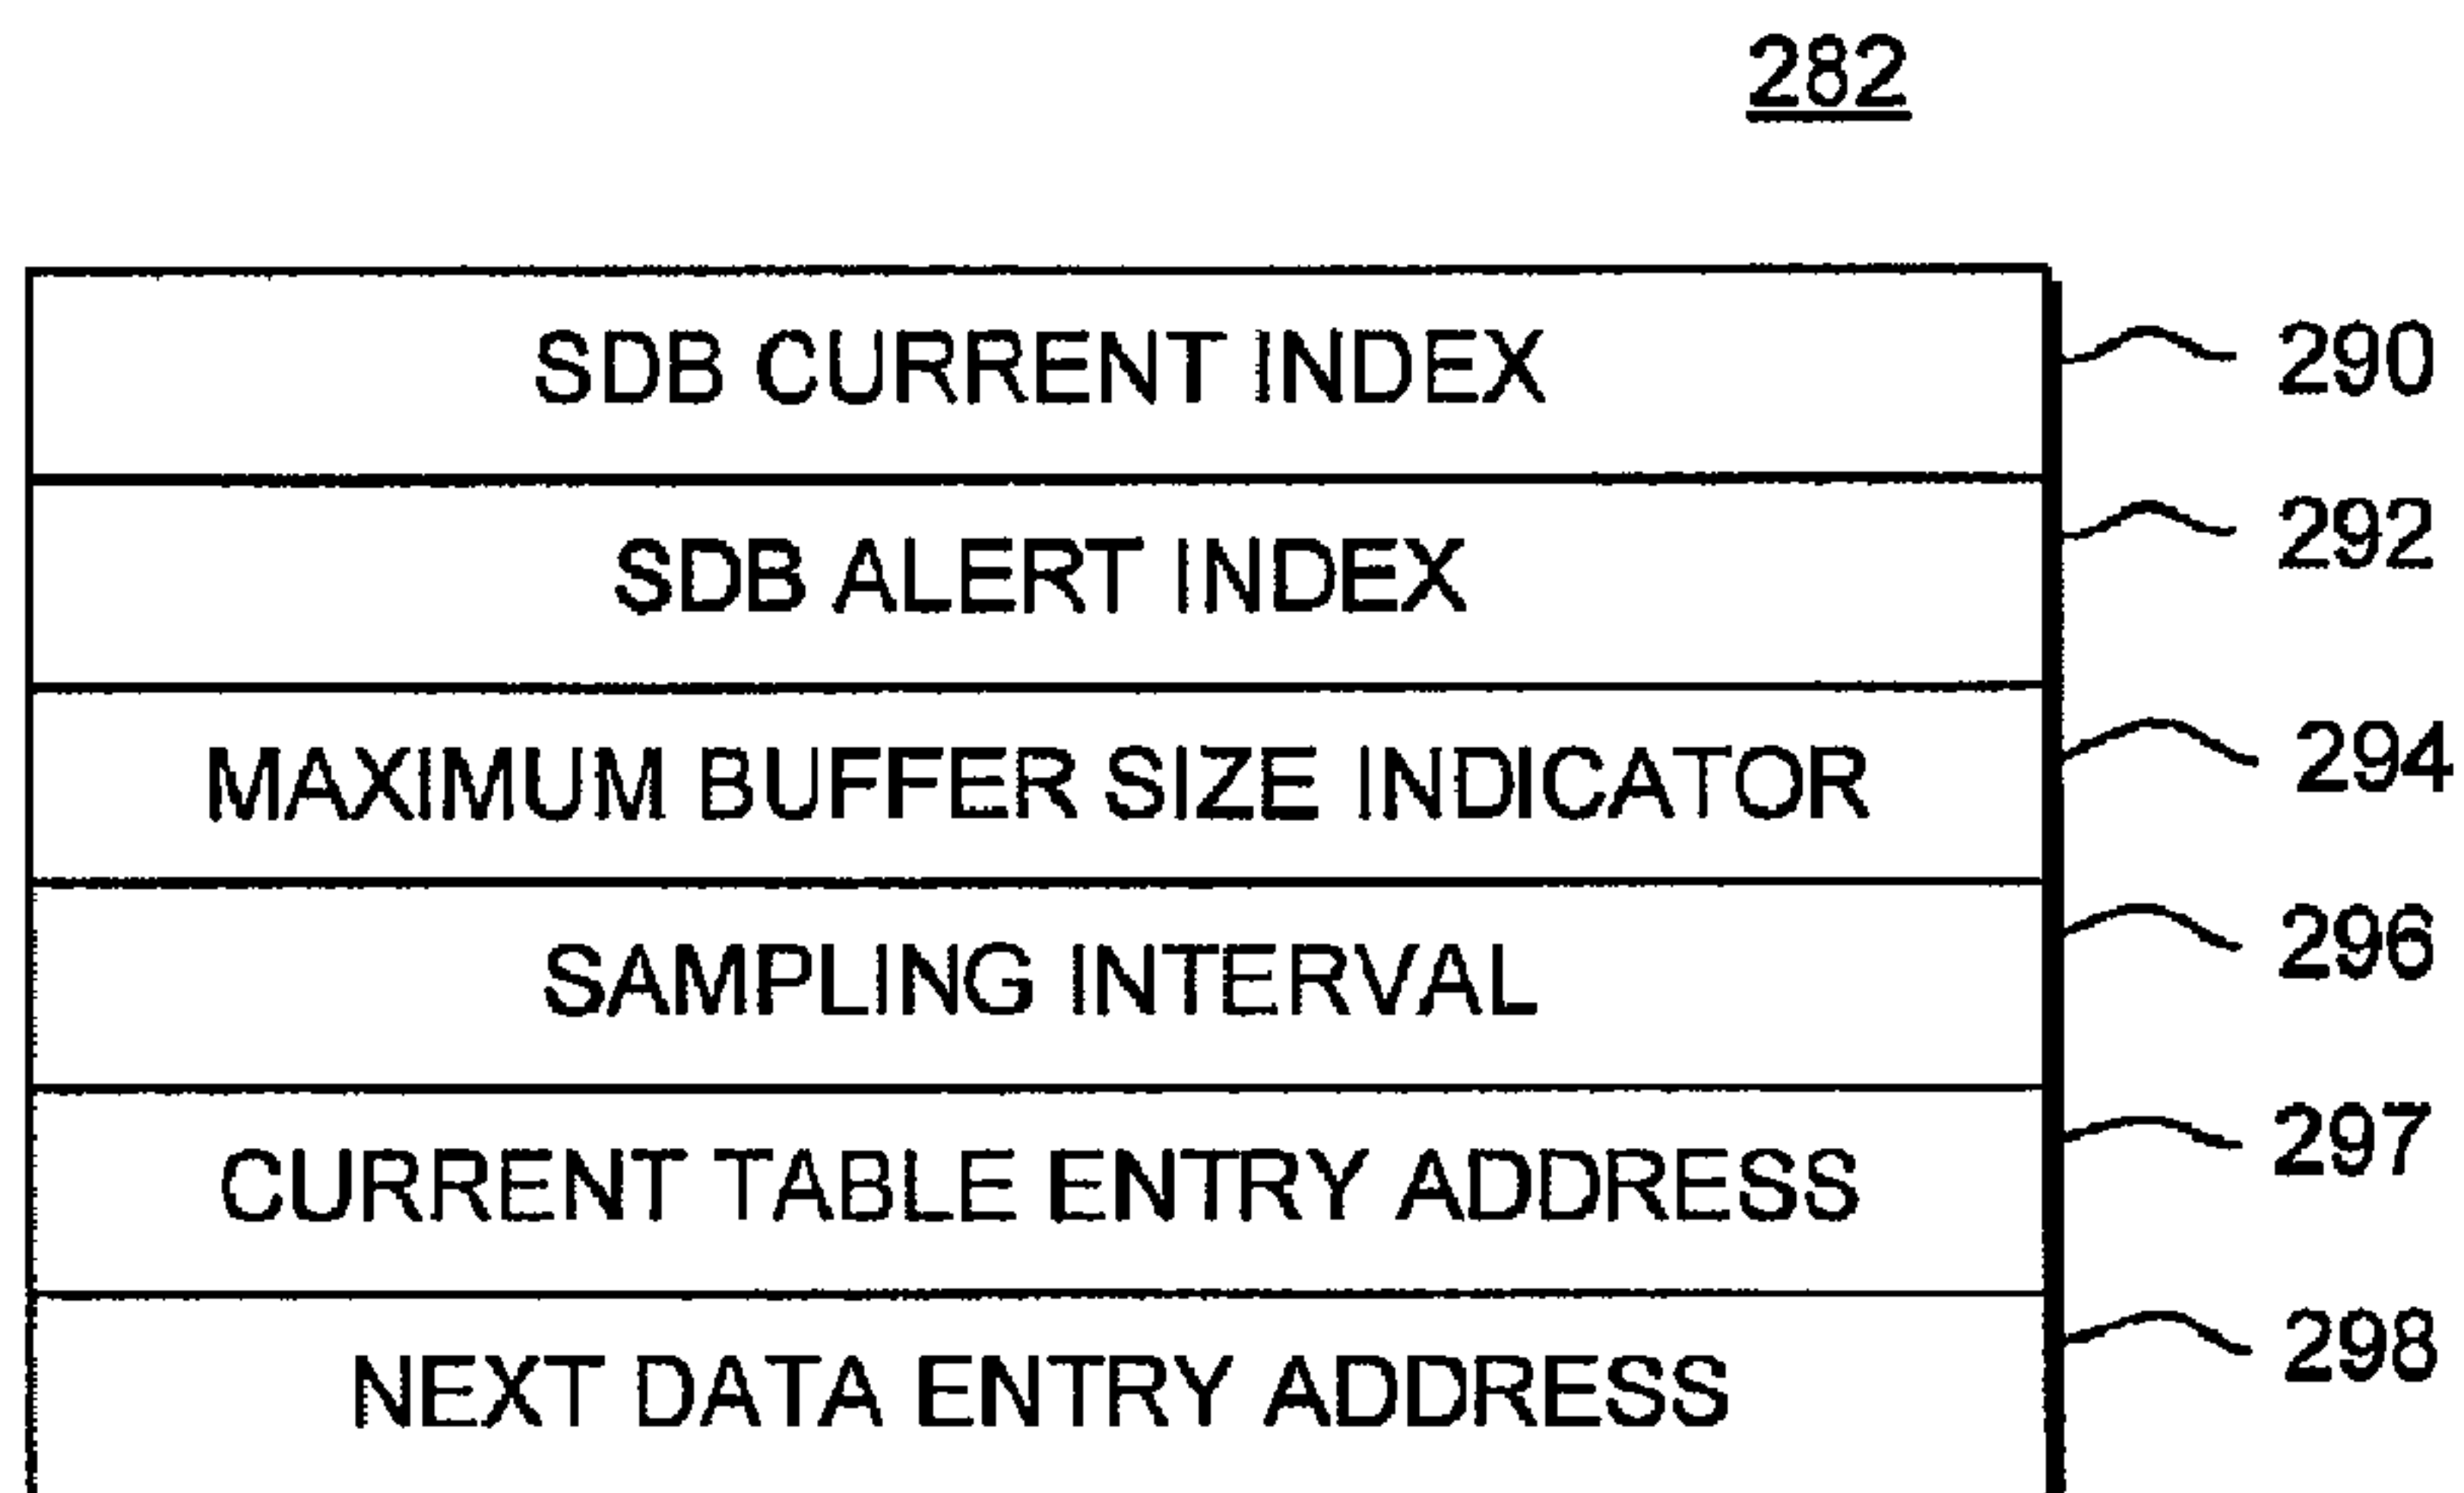 282
SDB CURRENT INDEX 290
SDB ALERT INDEX 292
MAXIMUM BUFFER SIZE INDICATOR 294
SAMPLING INTERVAL 296
CURRENT TABLE ENTRY ADDRESS 297
NEXT DATA ENTRY ADDRESS 298